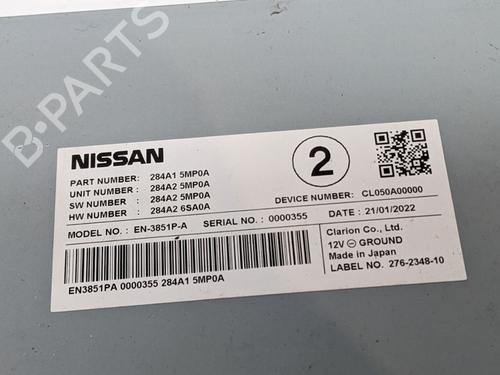 B-PARTS
NISSAN
2
PART NUMBER: 284A1 5MP0A
UNIT NUMBER : 284A2 5MP0A
SW NUMBER : 284A2 5MP0A
HW NUMBER : 284A2 6SA0A
DEVICE NUMBER: CL050A00000
MODEL NO. : EN-3851P-A SERIAL NO. : 0000355 DATE : 21/01/2022
Clarion Co., Ltd.
12V ⊖ GROUND
Made in Japan
LABEL NO. 276-2348-10
EN3851PA 0000355 284A1 5MP0A